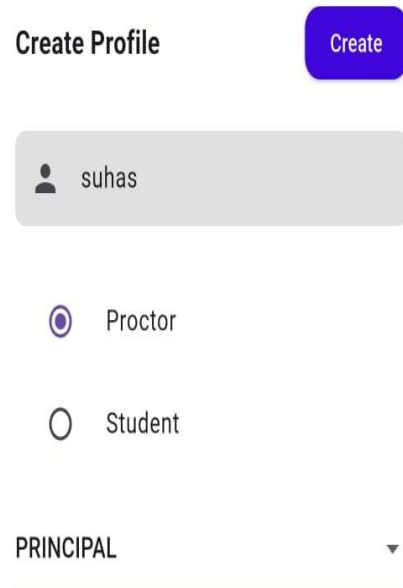 Create Profile Create
suhas
Proctor
Student
PRINCIPAL